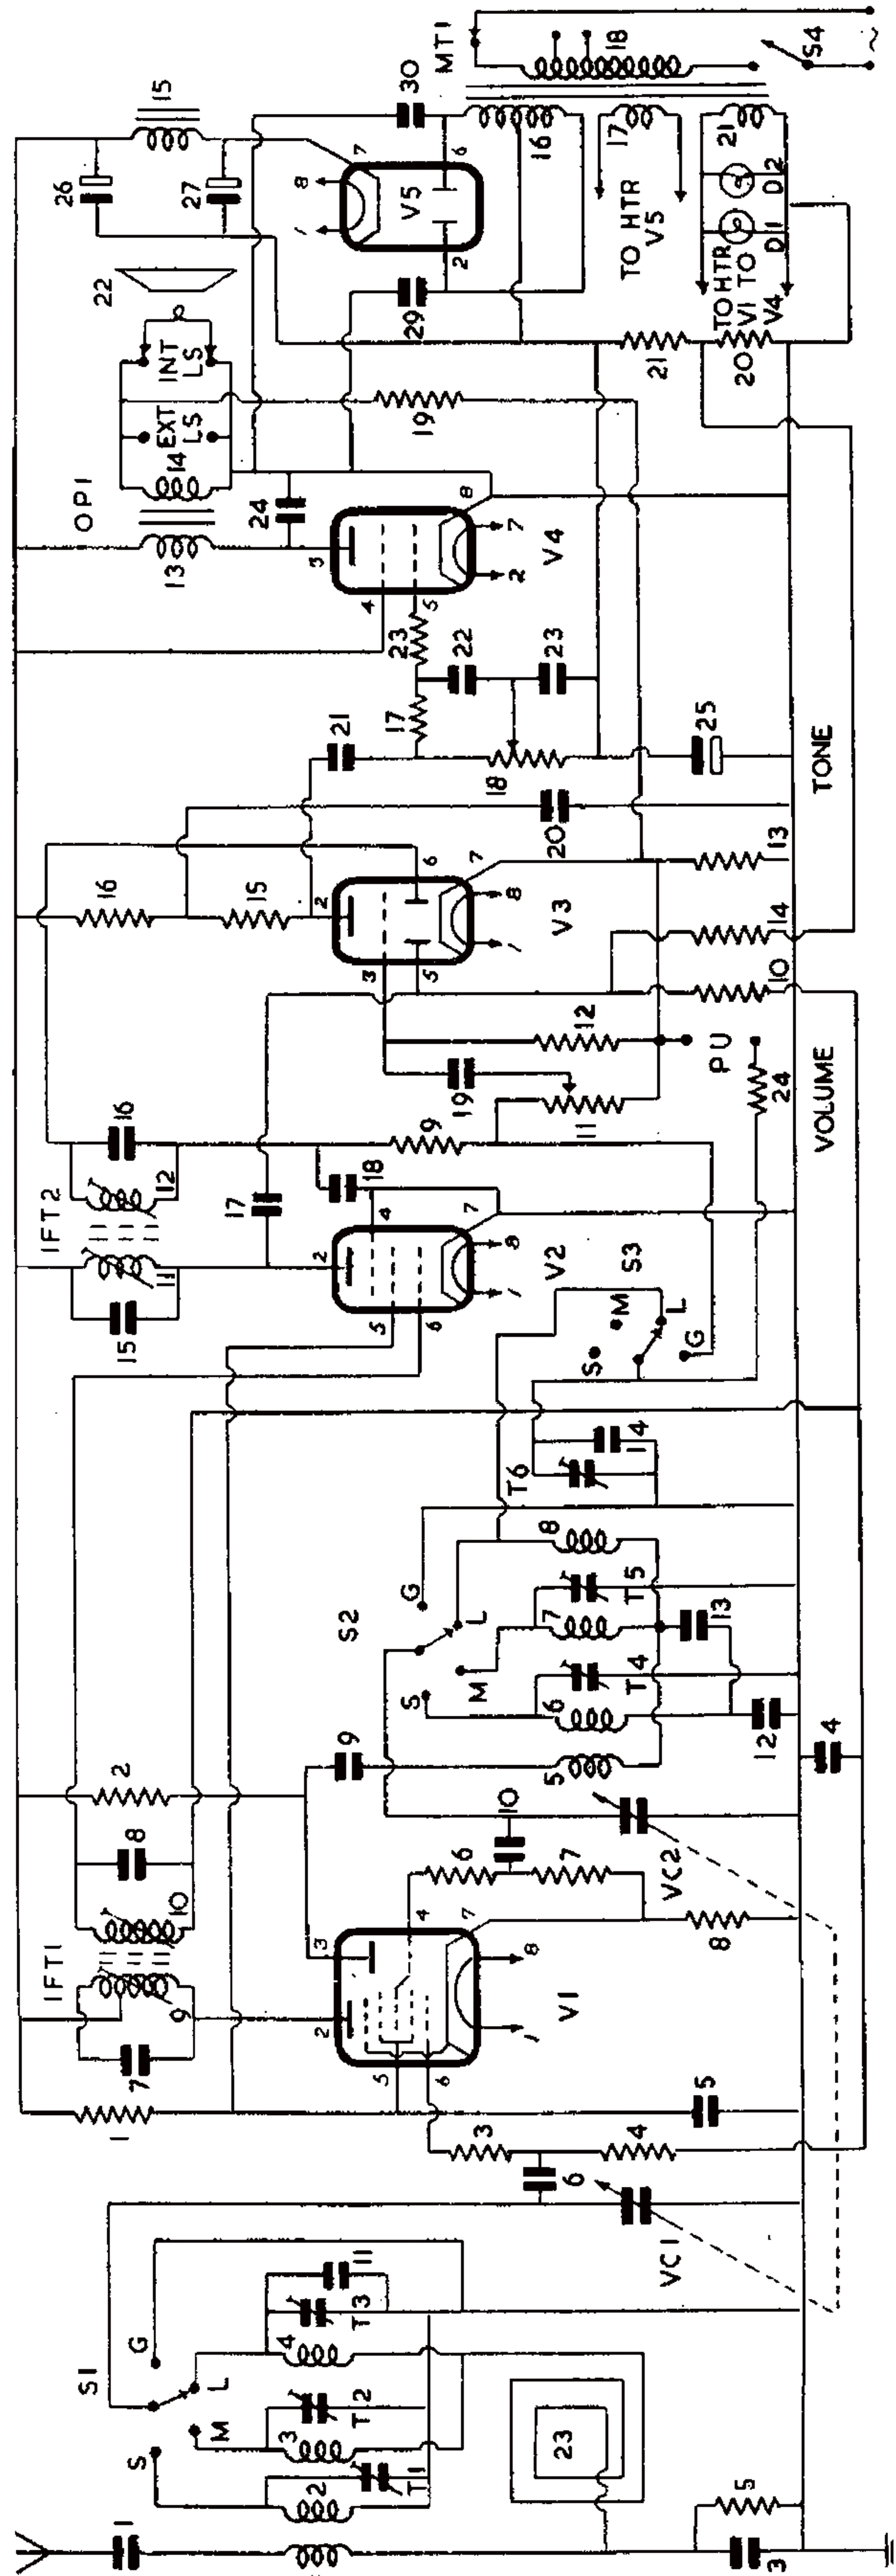 1
S1
S
M
L
G
2
3
4
T1
T2
T3
11
23
3
5
VC1
6
3
4
1
5
IFT1
7
9
10
8
2
2
3
5
6
4
7
1
8
V1
6
7
8
10
VC2
9
4
S2
S
M
L
G
5
6
7
8
T4
T5
12
13
T6
14
S3
S
M
L
G
IFT2
15
11
12
16
17
2
5
6
4
7
1
8
V2
18
9
19
11
12
PU
24
VOLUME
16
15
2
3
5
6
7
1
8
V3
10
14
13
20
21
17
18
23
22
23
25
TONE
OP1
13
14
24
3
4
5
8
2
7
V4
EXT
LS
INT
LS
22
19
26
27
15
29
30
1
8
7
2
6
V5
21
20
MT1
16
17
18
21
TO HTR
V5
TO HTR
V1 TO
V4
D1
D2
S4
~